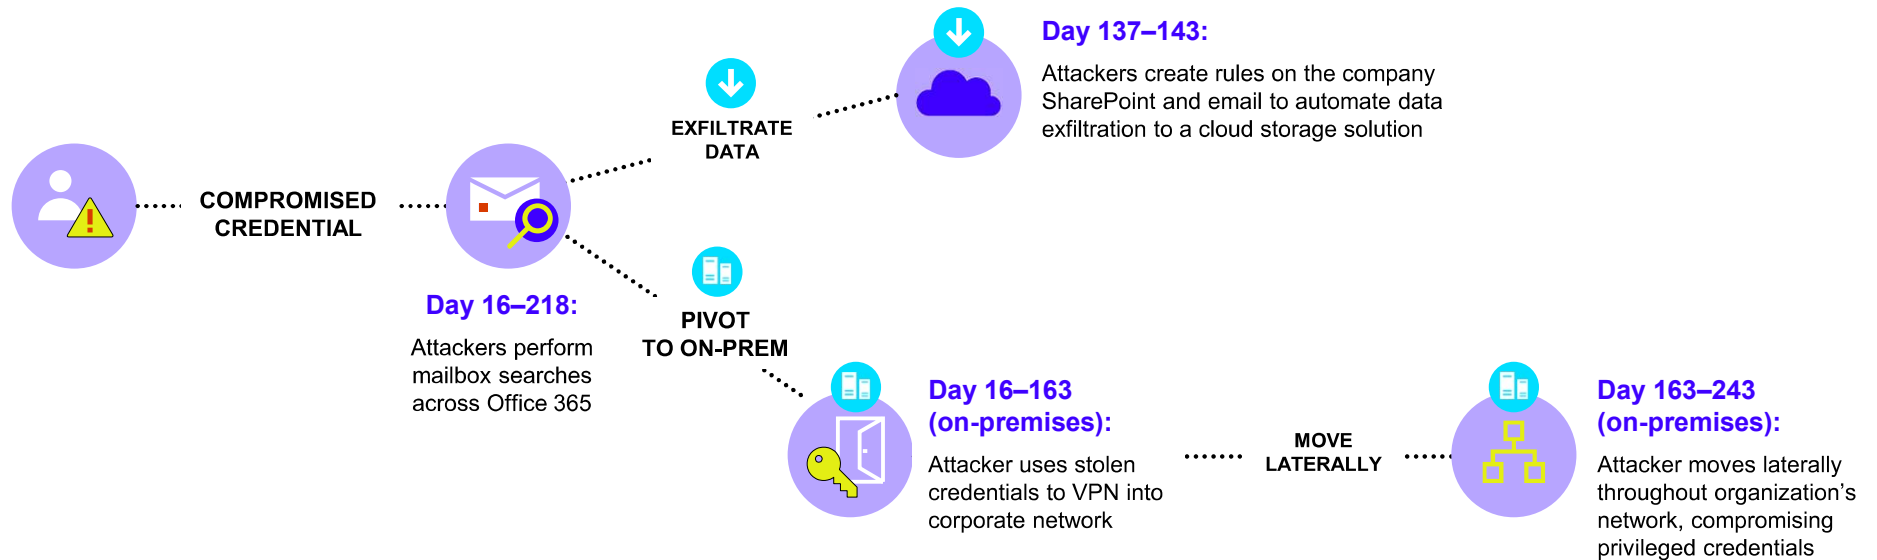 COMPROMISED
CREDENTIAL
Day 16–218:
Attackers perform
mailbox searches
across Office 365
EXFILTRATE
DATA
Day 137–143:
Attackers create rules on the company
SharePoint and email to automate data
exfiltration to a cloud storage solution
PIVOT
TO ON-PREM
Day 16–163
(on-premises):
Attacker uses stolen
credentials to VPN into
corporate network
MOVE
LATERALLY
Day 163–243
(on-premises):
Attacker moves laterally
throughout organization’s
network, compromising
privileged credentials